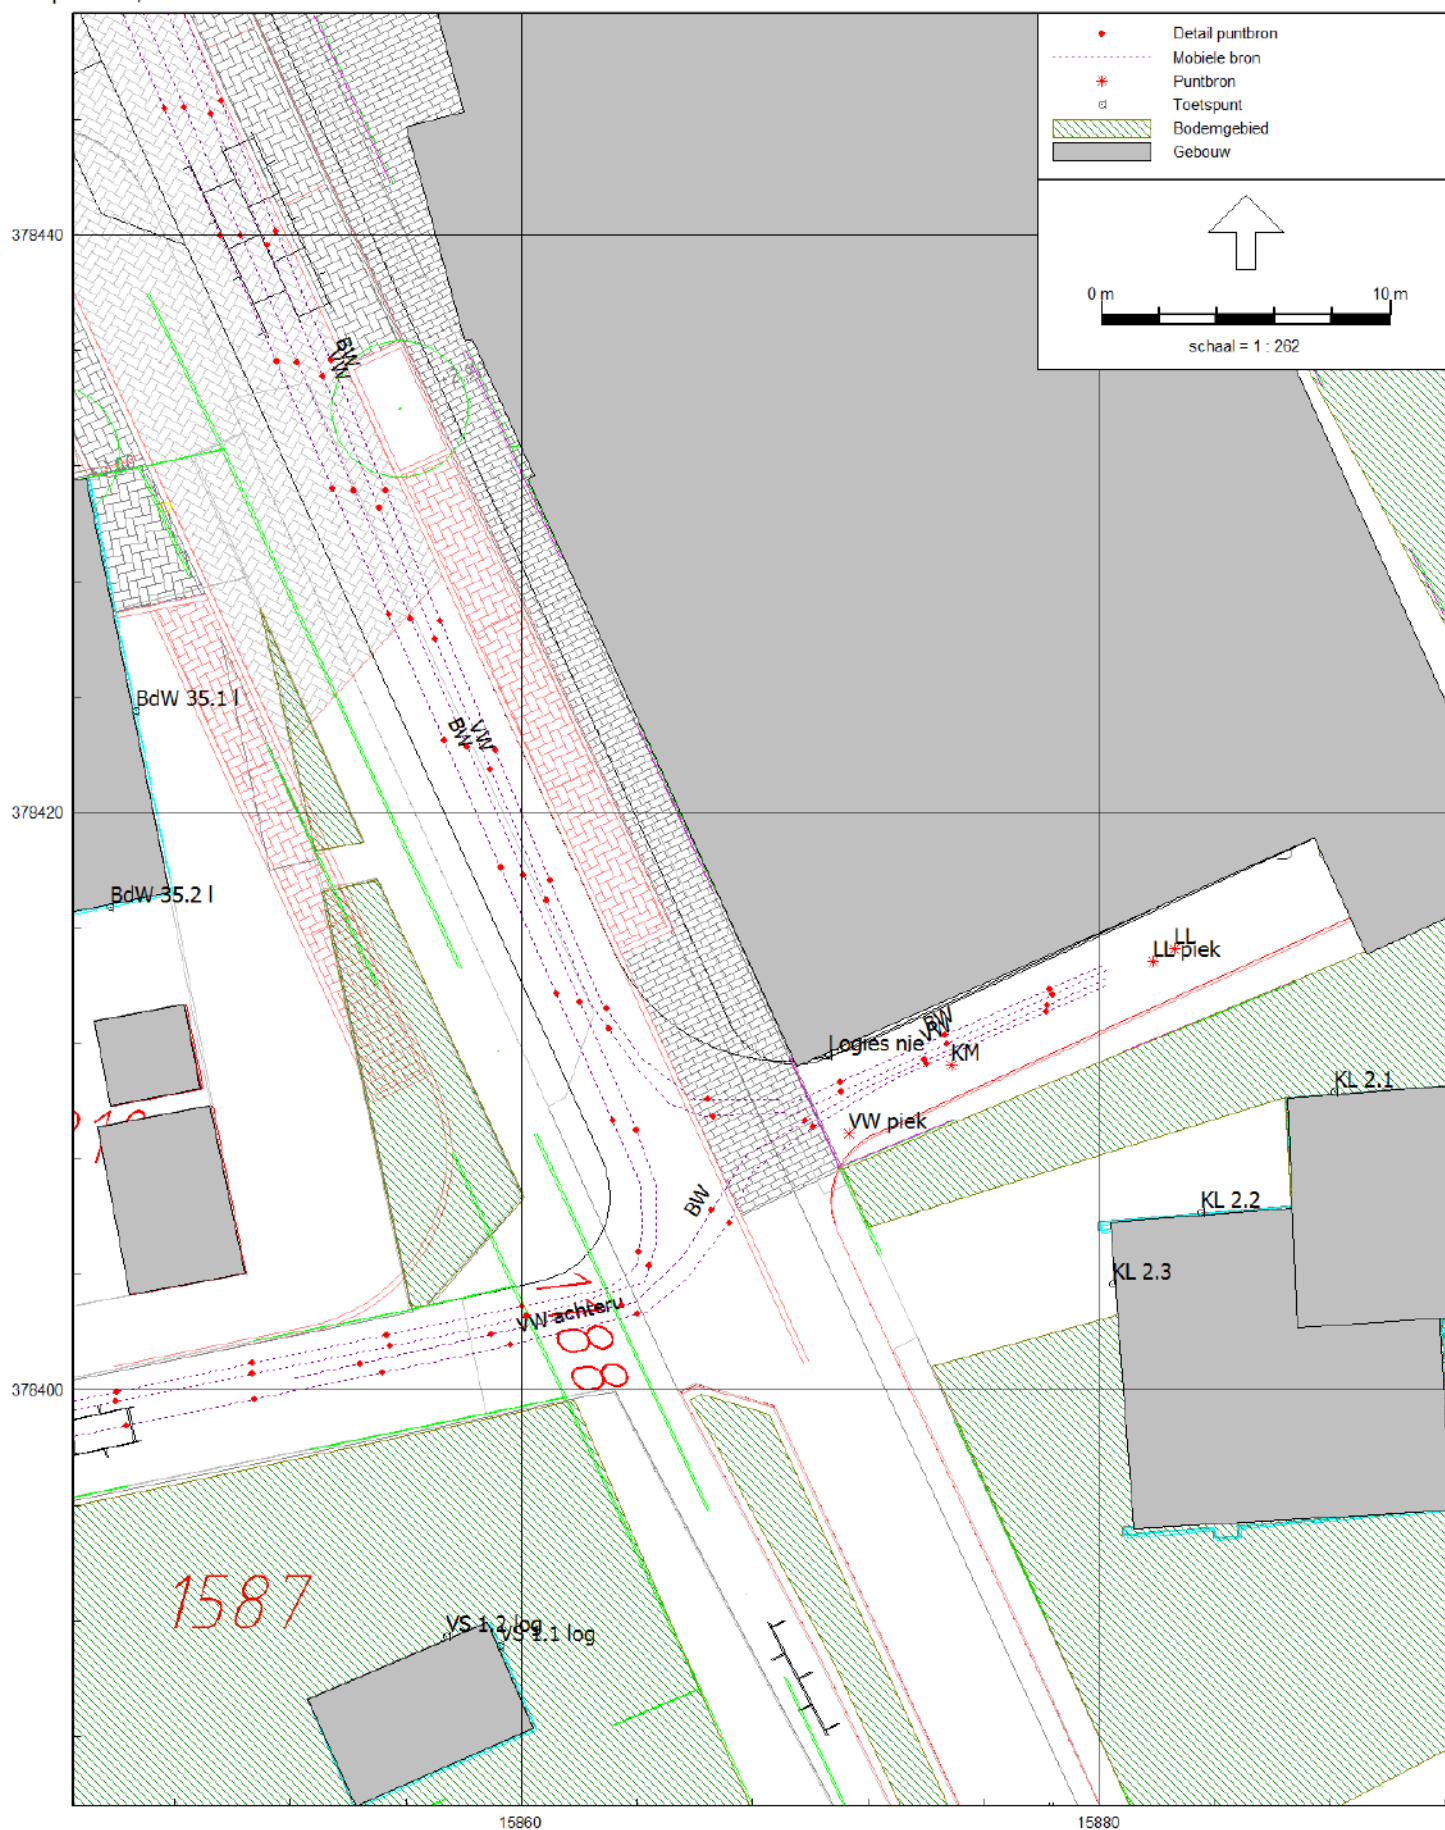 Detail puntbron
Mobiele bron
Puntbron
Toetspunt
Bodemgebied
Gebouw
378440
0 m
10 m
schaal = 1 : 262
BW
VW
BdW 35.1 l
BW
VW
378420
BdW 35.2 l
LL
LL piek
BW
VW
Logies nie
KM
KL 2.1
VW piek
BW
KL 2.2
KL 2.3
VW achteru
88
378400
1587
VS 1.2 log
VS 1.1 log
15860
15880